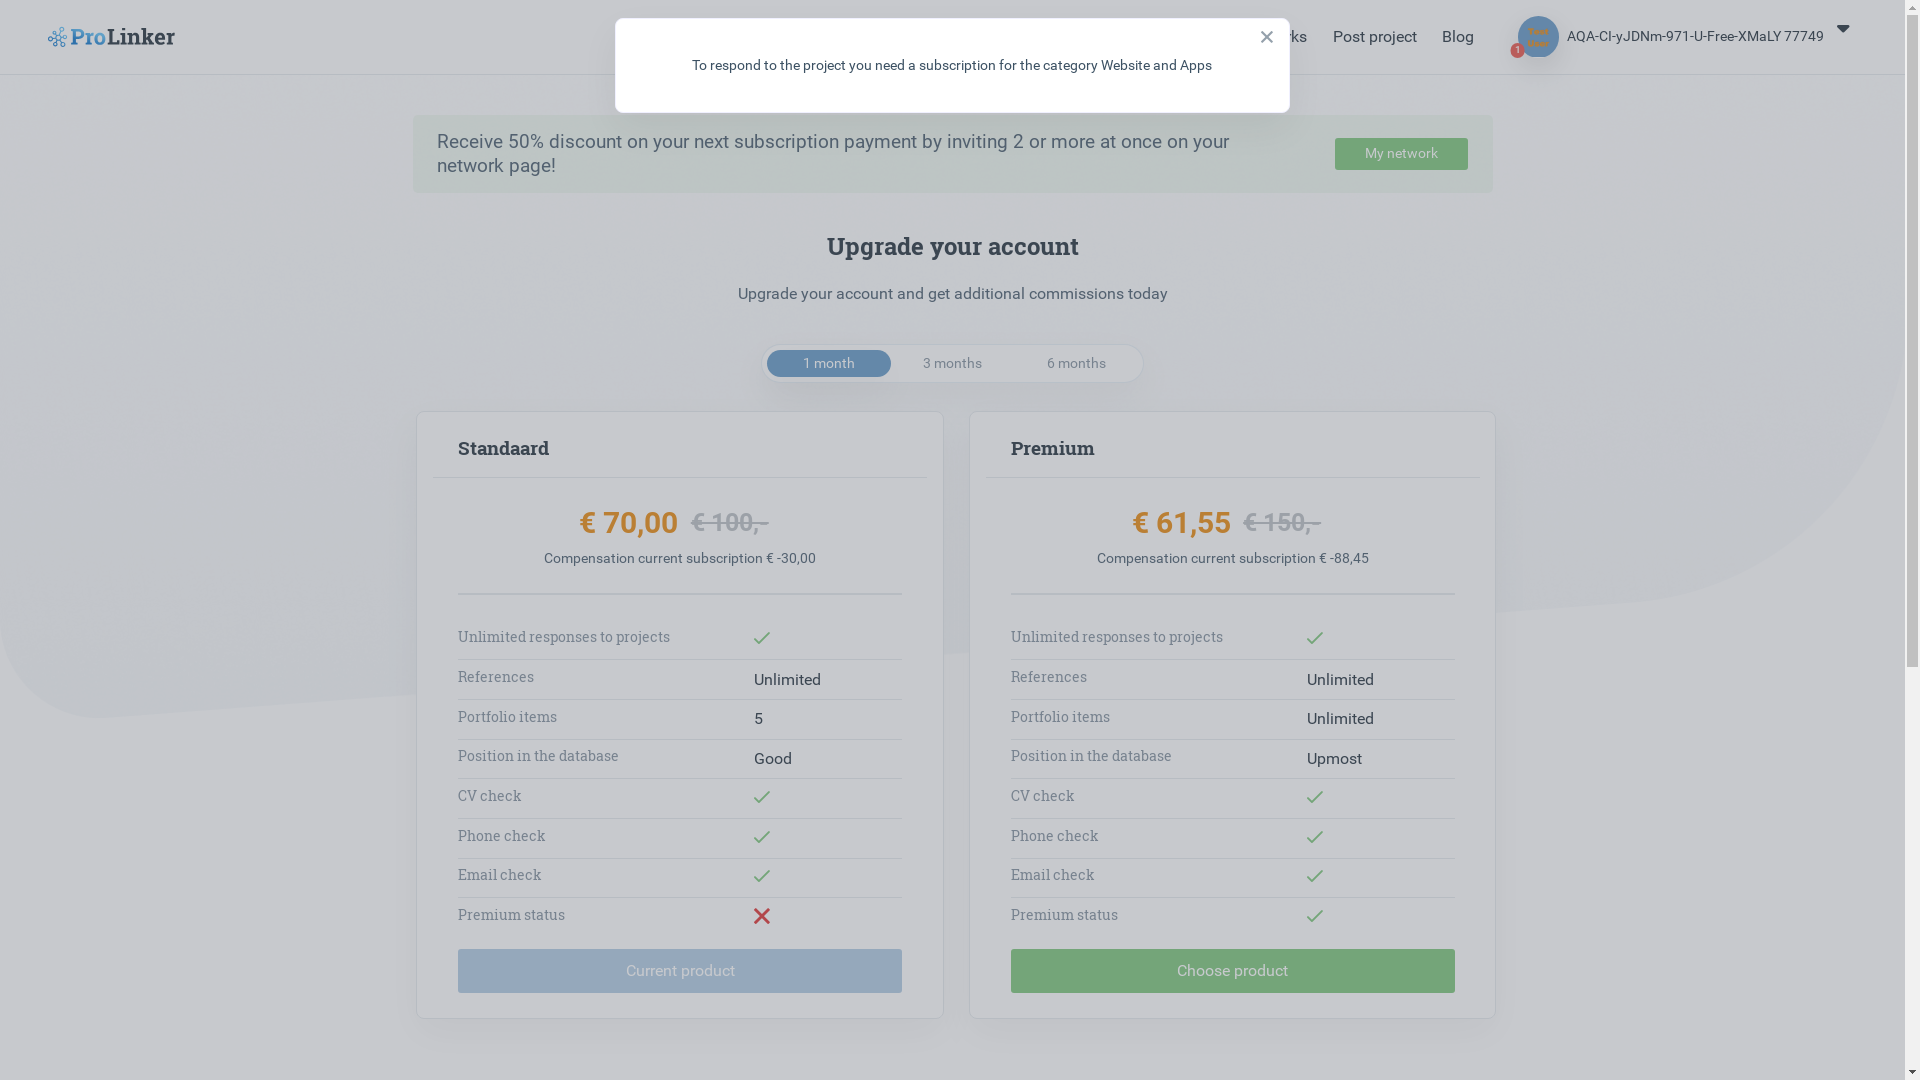 ProLinker
Post project
Blog
1
AQA-CI-yJDNm-971-U-Free-XMaLY 77749
To respond to the project you need a subscription for the category Website and Apps
Receive 50% discount on your next subscription payment by inviting 2 or more at once on your
network page!
My network
Upgrade your account
Upgrade your account and get additional commissions today
1 month
3 months
6 months
Standaard
€ 70,00 € 100,-
Compensation current subscription € -30,00
Unlimited responses to projects
References Unlimited
Portfolio items 5
Position in the database Good
CV check
Phone check
Email check
Premium status
Current product
Premium
€ 61,55 € 150,-
Compensation current subscription € -88,45
Unlimited responses to projects
References Unlimited
Portfolio items Unlimited
Position in the database Upmost
CV check
Phone check
Email check
Premium status
Choose product